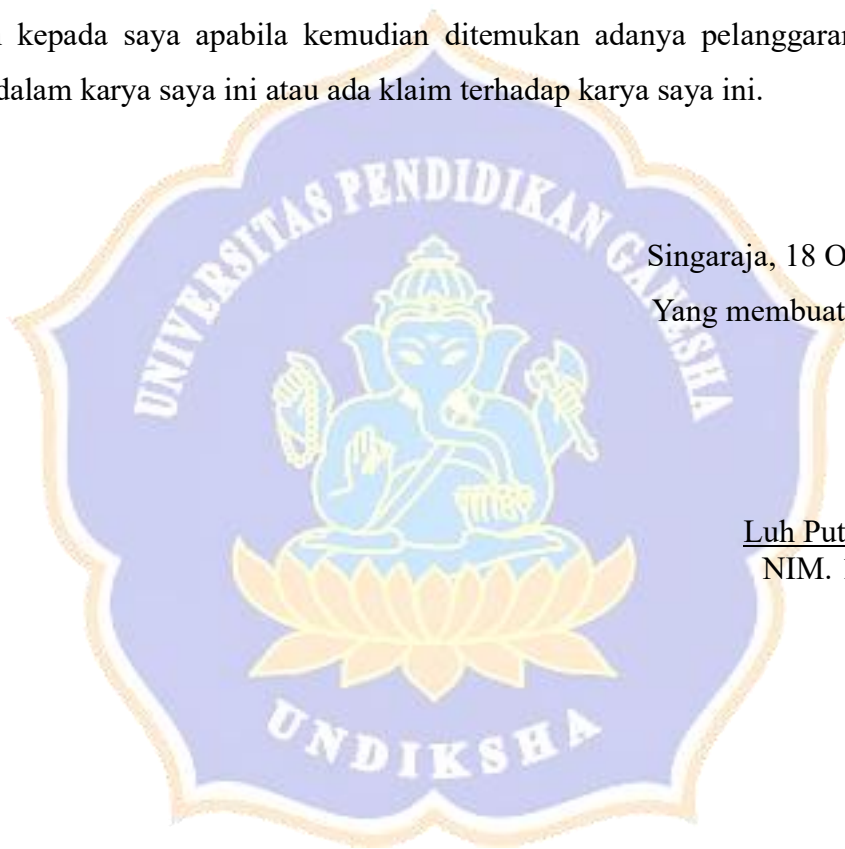 kepada saya apabila kemudian ditemukan adanya pelanggaran
dalam karya saya ini atau ada klaim terhadap karya saya ini.
UNIVERSITAS PENDIDIKAN GANESHA
Singaraja, 18 O
Yang membuat
Luh Put
NIM. 1
UNDIKSHA